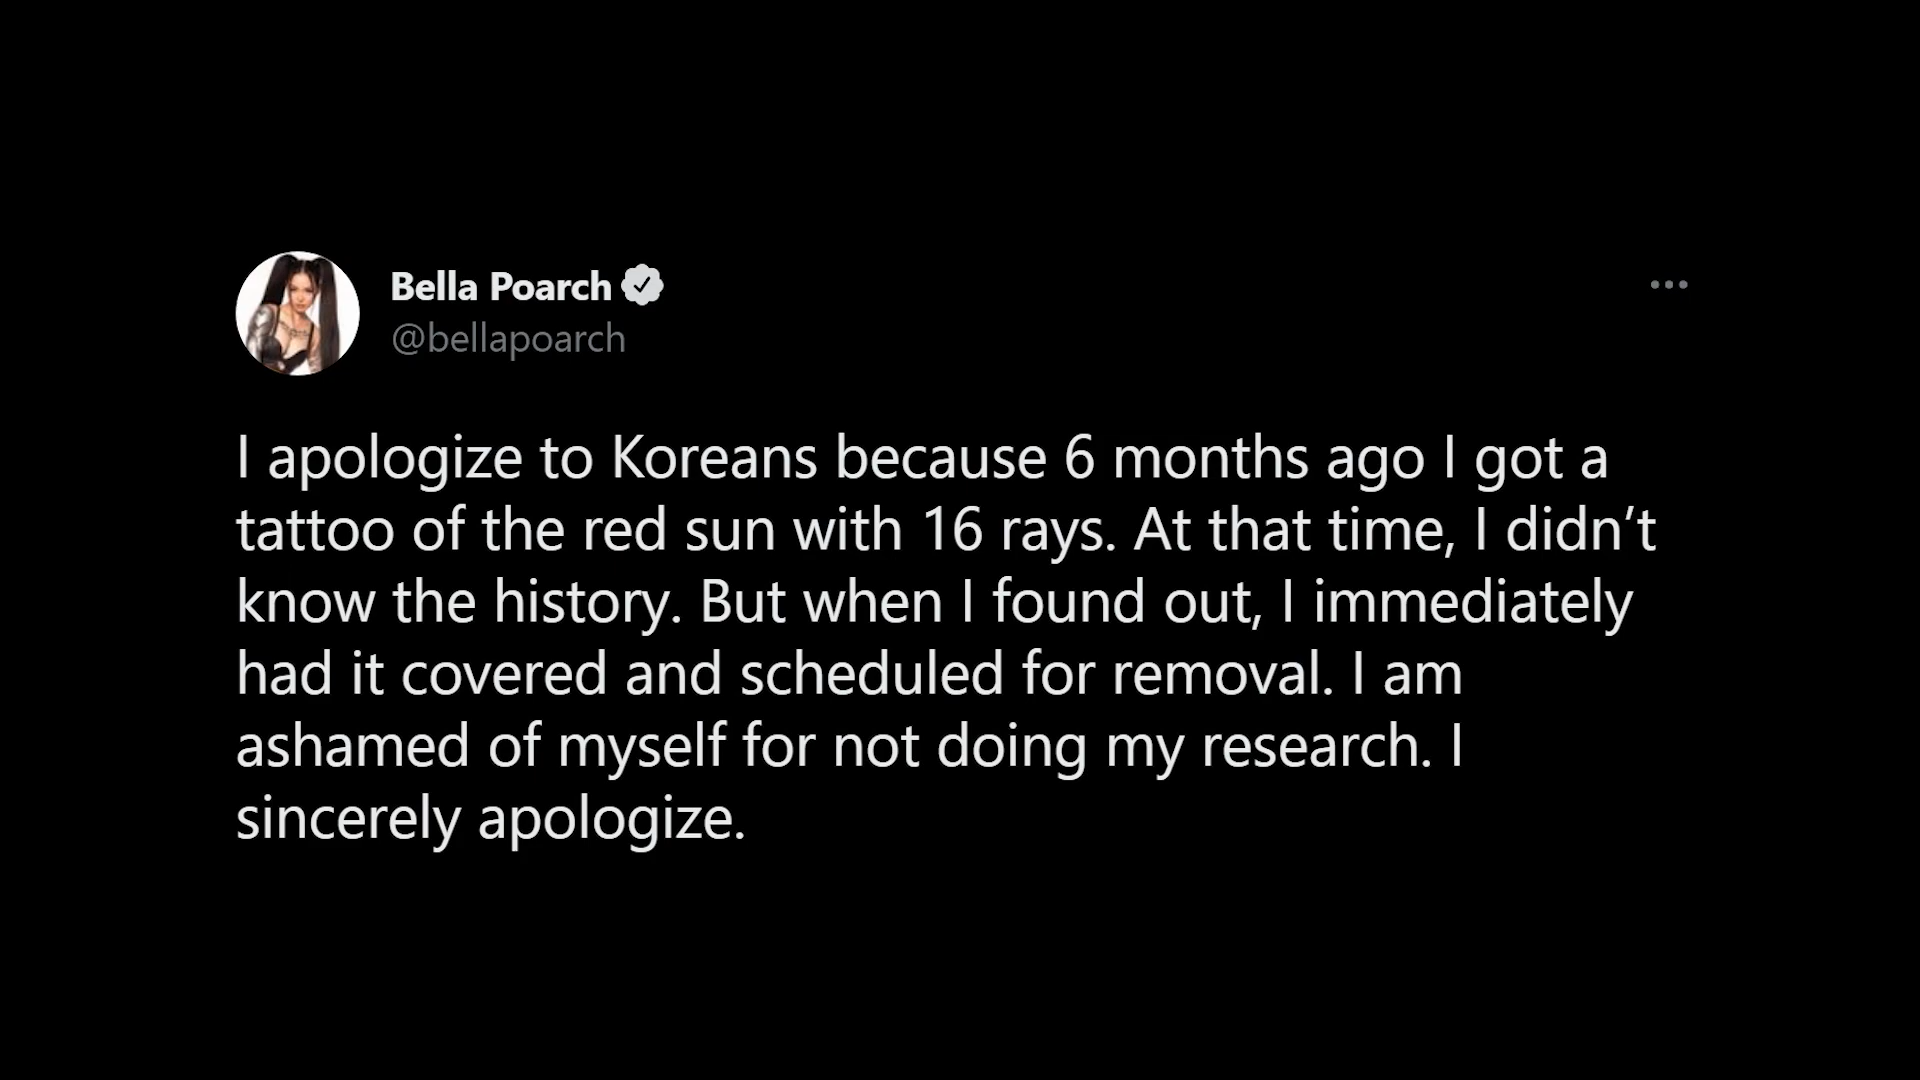 Bella Poarch
@bellapoarch
I apologize to Koreans because 6 months ago I got a
tattoo of the red sun with 16 rays. At that time, I didn’t
know the history. But when I found out, I immediately
had it covered and scheduled for removal. I am
ashamed of myself for not doing my research. I
sincerely apologize.